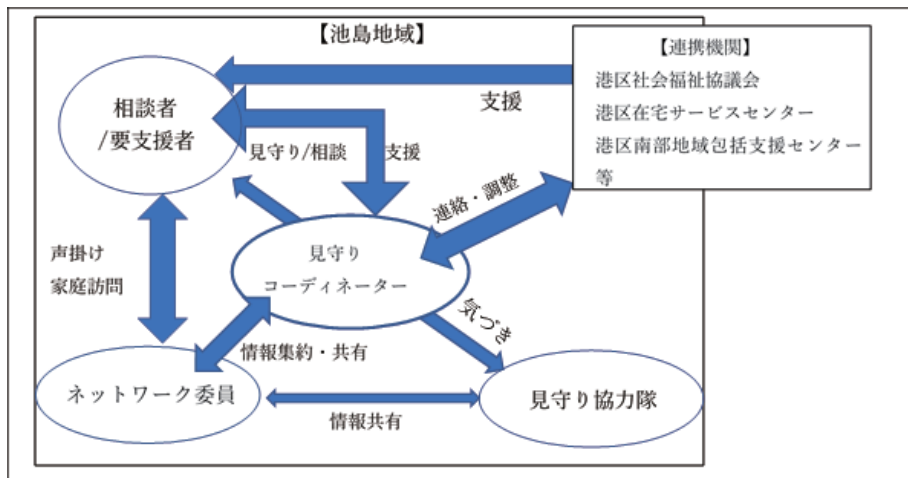 【池島地域】
【連携機関】
港区社会福祉協議会
港区在宅サービスセンター
港区南部地域包括支援センター
等
支援
相談者
/要支援者
見守り/相談
支援
連絡・調整
声掛け
家庭訪問
見守り
コーディネーター
気づき
情報集約・共有
ネットワーク委員
情報共有
見守り協力隊